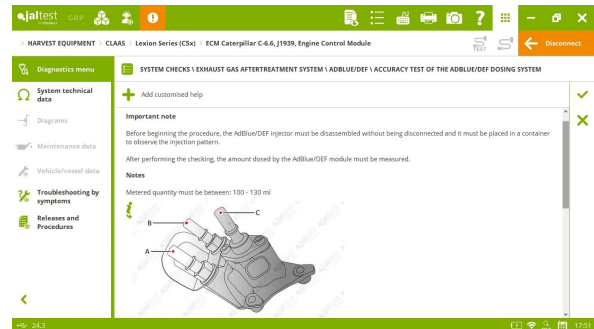 jaltest GRP
> HARVEST EQUIPMENT > CLAAS > Lexion Series (C5x) > ECM Caterpillar C-6.6, J1939, Engine Control Module
TEST
Disconnect
Diagnostics menu
SYSTEM CHECKS \ EXHAUST GAS AFTERTREATMENT SYSTEM \ ADBLUE/DEF \ ACCURACY TEST OF THE ADBLUE/DEF DOSING SYSTEM
System technical
data
Add customised help
Diagrams
Maintenance data
Vehicle/vessel data
Troubleshooting by
symptoms
Releases and
Procedures
Important note
Before beginning the procedure, the AdBlue/DEF injector must be disassembled without being disconnected and it must be placed in a container
to observe the injection pattern.
After performing the checking, the amount dosed by the AdBlue/DEF module must be measured.
Notes
Metered quantity must be between: 100 - 130 ml
C
B
A
24.3
17:51